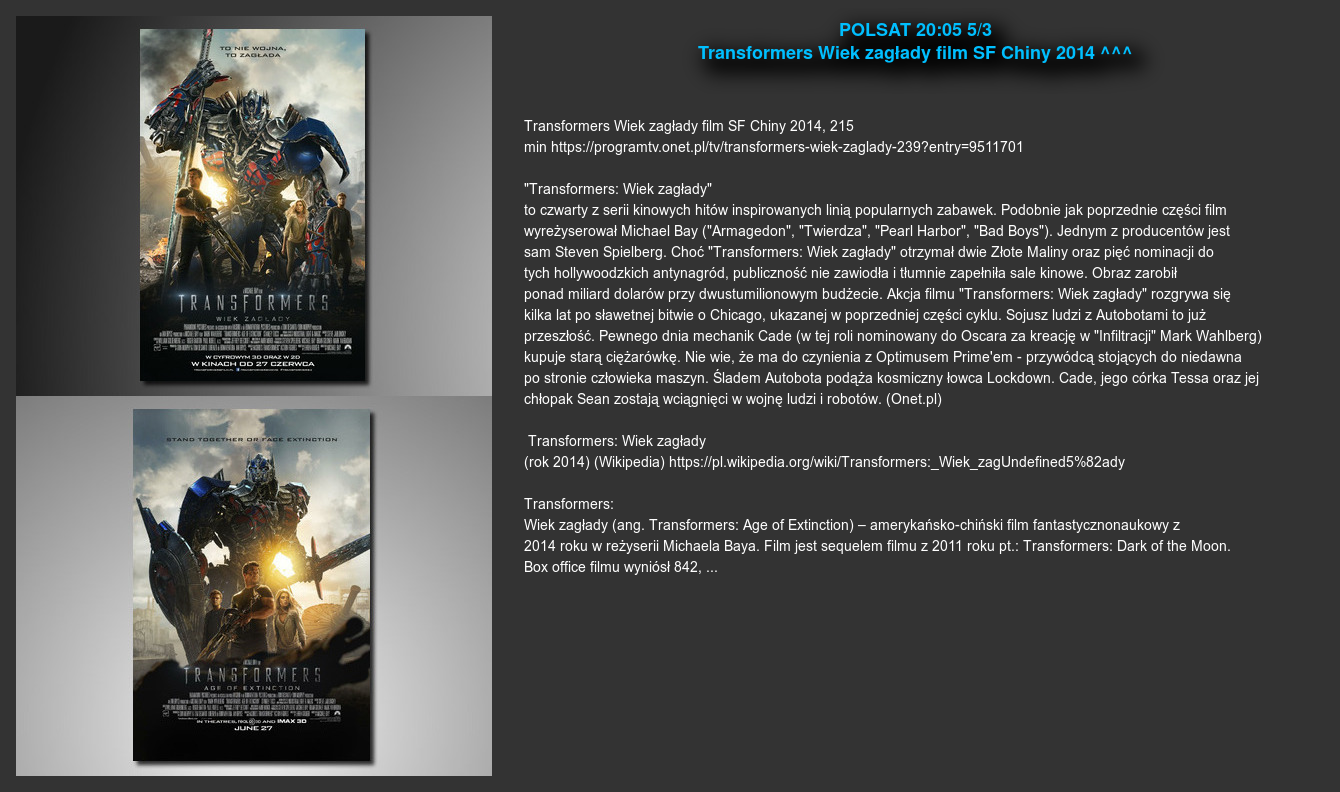 TO NIE WOJNA,
TO ZAGŁADA
TRANSFORMERS
WIEK ZAGŁADY
W CYFROWYM 3D ORAZ W 2D
W KINACH OD 27 CZERWCA
STAND TOGETHER OR FACE EXTINCTION
TRANSFORMERS
AGE OF EXTINCTION
IN THEATRES, REAL D 3D AND IMAX 3D
JUNE 27
POLSAT 20:05 5/3
Transformers Wiek zagłady film SF Chiny 2014 ^^^
Transformers Wiek zagłady film SF Chiny 2014, 215
min https://programtv.onet.pl/tv/transformers-wiek-zaglady-239?entry=9511701
"Transformers: Wiek zagłady"
to czwarty z serii kinowych hitów inspirowanych linią popularnych zabawek. Podobnie jak poprzednie części film
wyreżyserował Michael Bay ("Armagedon", "Twierdza", "Pearl Harbor", "Bad Boys"). Jednym z producentów jest
sam Steven Spielberg. Choć "Transformers: Wiek zagłady" otrzymał dwie Złote Maliny oraz pięć nominacji do
tych hollywoodzkich antynagród, publiczność nie zawiodła i tłumnie zapełniła sale kinowe. Obraz zarobił
ponad miliard dolarów przy dwustumilionowym budżecie. Akcja filmu "Transformers: Wiek zagłady" rozgrywa się
kilka lat po sławetnej bitwie o Chicago, ukazanej w poprzedniej części cyklu. Sojusz ludzi z Autobotami to już
przeszłość. Pewnego dnia mechanik Cade (w tej roli nominowany do Oscara za kreację w "Infiltracji" Mark Wahlberg)
kupuje starą ciężarówkę. Nie wie, że ma do czynienia z Optimusem Prime'em - przywódcą stojących do niedawna
po stronie człowieka maszyn. Śladem Autobota podąża kosmiczny łowca Lockdown. Cade, jego córka Tessa oraz jej
chłopak Sean zostają wciągnięci w wojnę ludzi i robotów. (Onet.pl)
Transformers: Wiek zagłady
(rok 2014) (Wikipedia) https://pl.wikipedia.org/wiki/Transformers:_Wiek_zagUndefined5%82ady
Transformers:
Wiek zagłady (ang. Transformers: Age of Extinction) – amerykańsko-chiński film fantastycznonaukowy z
2014 roku w reżyserii Michaela Baya. Film jest sequelem filmu z 2011 roku pt.: Transformers: Dark of the Moon.
Box office filmu wyniósł 842, ...